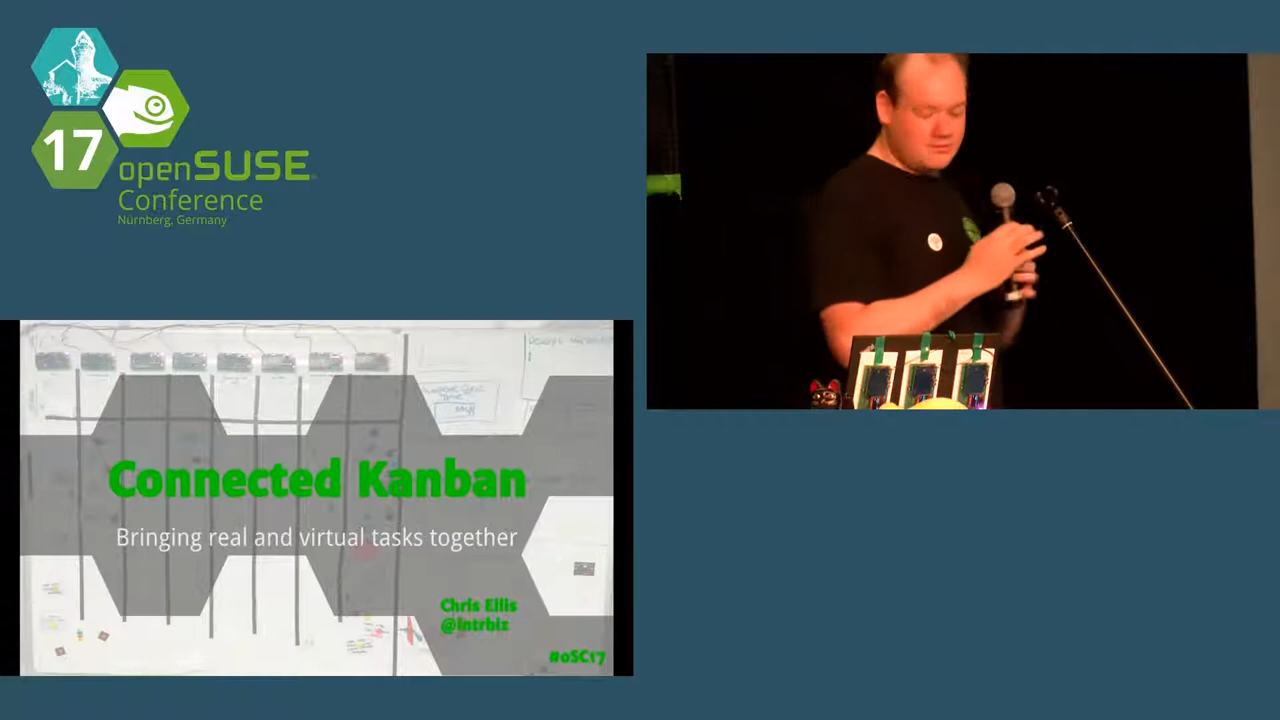 17
openSUSE
Conference
Nürnberg, Germany
Connected Kanban
Bringing real and virtual tasks together
Chris Ellis
@intrbiz
#oSC17